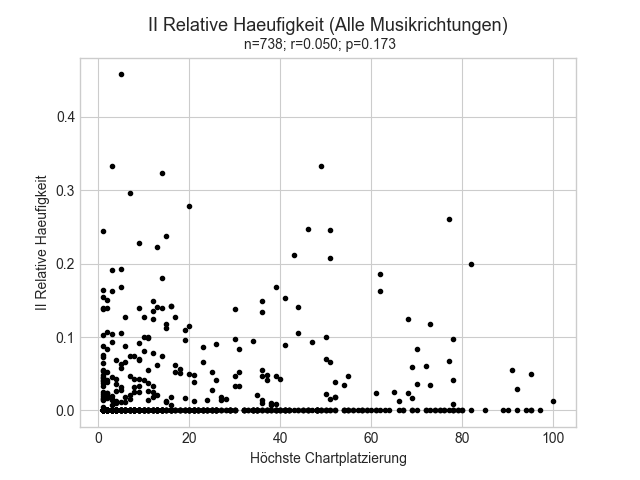 II Relative Haeufigkeit (Alle Musikrichtungen)
n=738; r=0.050; p=0.173
II Relative Haeufigkeit
0.4
0.3
0.2
0.1
0.0
0 20 40 60 80 100
Höchste Chartplatzierung